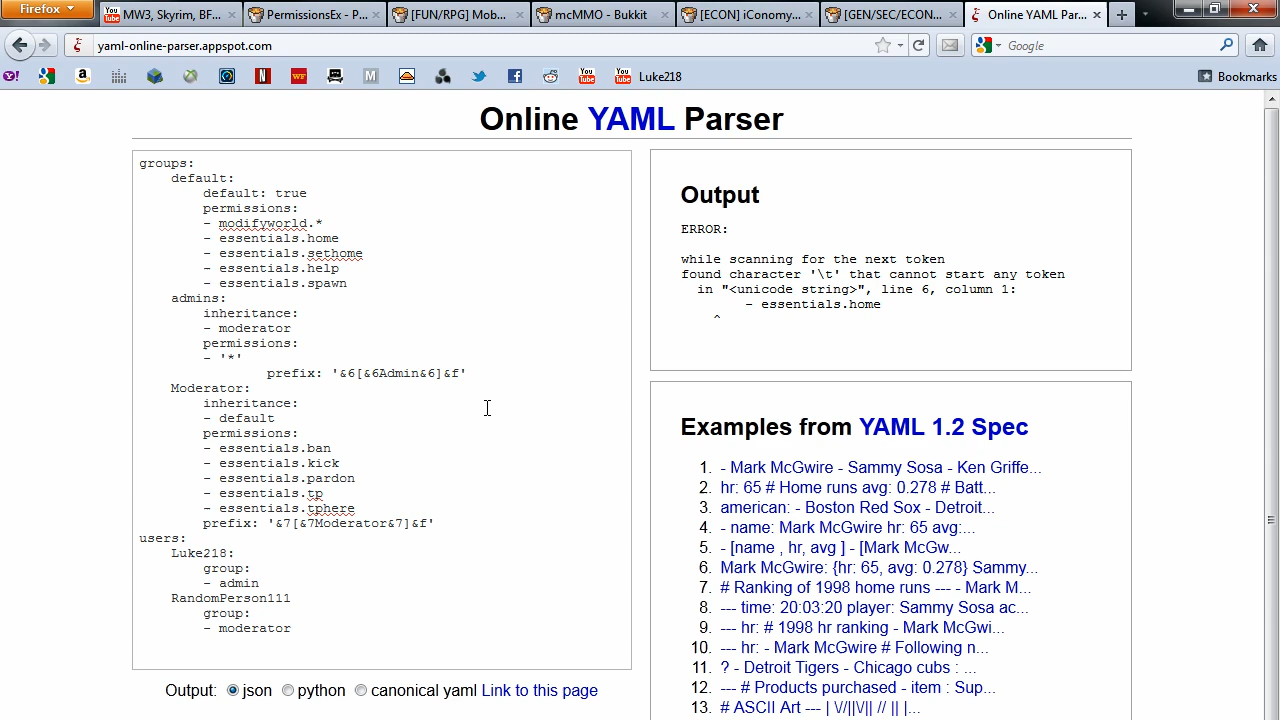 Firefox
MW3, Skyrim, BF...
PermissionsEx - P...
[FUN/RPG] Mob...
mcMMO - Bukkit
[ECON] iConomy...
[GEN/SEC/ECON...
Online YAML Par...
yaml-online-parser.appspot.com
Google
Luke218
Bookmarks
Online YAML Parser
groups:
default:
default: true
permissions:
- modifyworld.*
- essentials.home
- essentials.sethome
- essentials.help
- essentials.spawn
admins:
inheritance:
- moderator
permissions:
- '*'
prefix: '&6[&6Admin&6]&f'
Moderator:
inheritance:
- default
permissions:
- essentials.ban
- essentials.kick
- essentials.pardon
- essentials.tp
- essentials.tphere
prefix: '&7[&7Moderator&7]&f'
users:
Luke218:
group:
- admin
RandomPerson111
group:
- moderator
Output: json python canonical yaml Link to this page
Output
ERROR:
while scanning for the next token
found character '\t' that cannot start any token
in "<unicode string>", line 6, column 1:
- essentials.home
^
Examples from YAML 1.2 Spec
1. - Mark McGwire - Sammy Sosa - Ken Griffe...
2. hr: 65 # Home runs avg: 0.278 # Batt...
3. american: - Boston Red Sox - Detroit...
4. - name: Mark McGwire hr: 65 avg:...
5. - [name , hr, avg ] - [Mark McGw...
6. Mark McGwire: {hr: 65, avg: 0.278} Sammy...
7. # Ranking of 1998 home runs --- - Mark M...
8. --- time: 20:03:20 player: Sammy Sosa ac...
9. --- hr: # 1998 hr ranking - Mark McGwi...
10. --- hr: - Mark McGwire # Following n...
11. ? - Detroit Tigers - Chicago cubs : ...
12. --- # Products purchased - item : Sup...
13. # ASCII Art --- | \//||\/|| // || |...